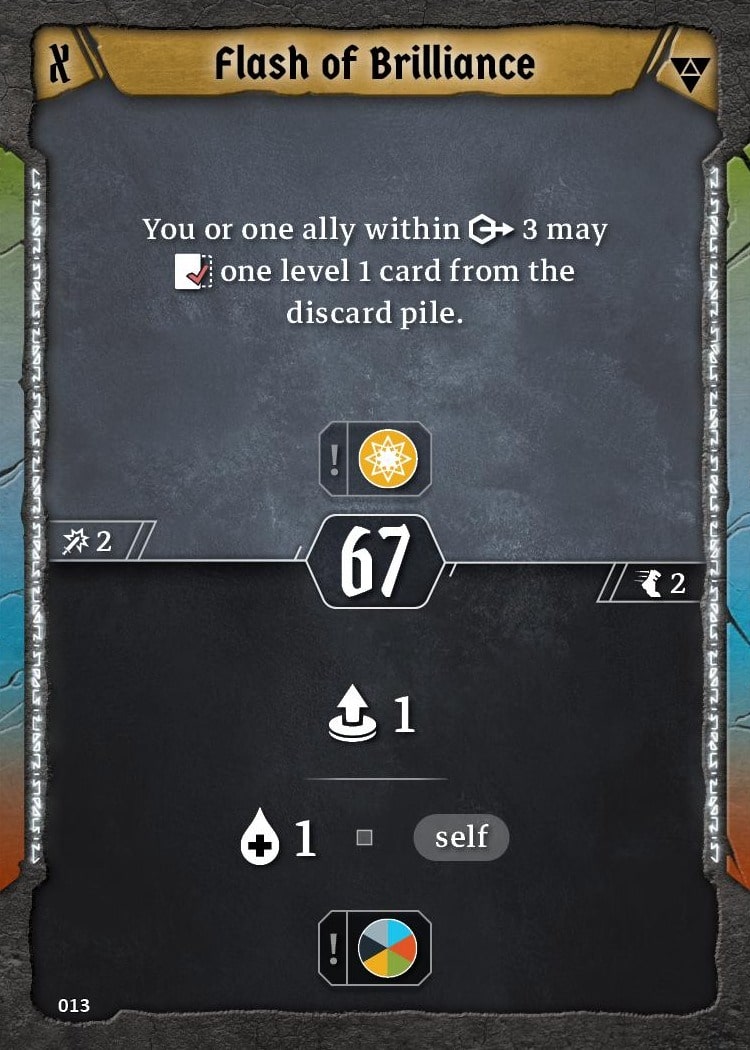 א
Flash of Brilliance
You or one ally within 3 may
one level 1 card from the
discard pile.
!
2
67
2
1
1 self
!
013